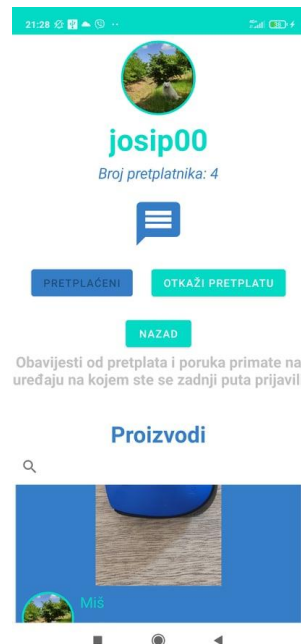 21:28
josip00
Broj pretplatnika: 4
PRETPLAĆENI
OTKAŽI PRETPLATU
NAZAD
Obavijesti od pretplata i poruka primate na
uređaju na kojem ste se zadnji puta prijavili
Proizvodi
Miš